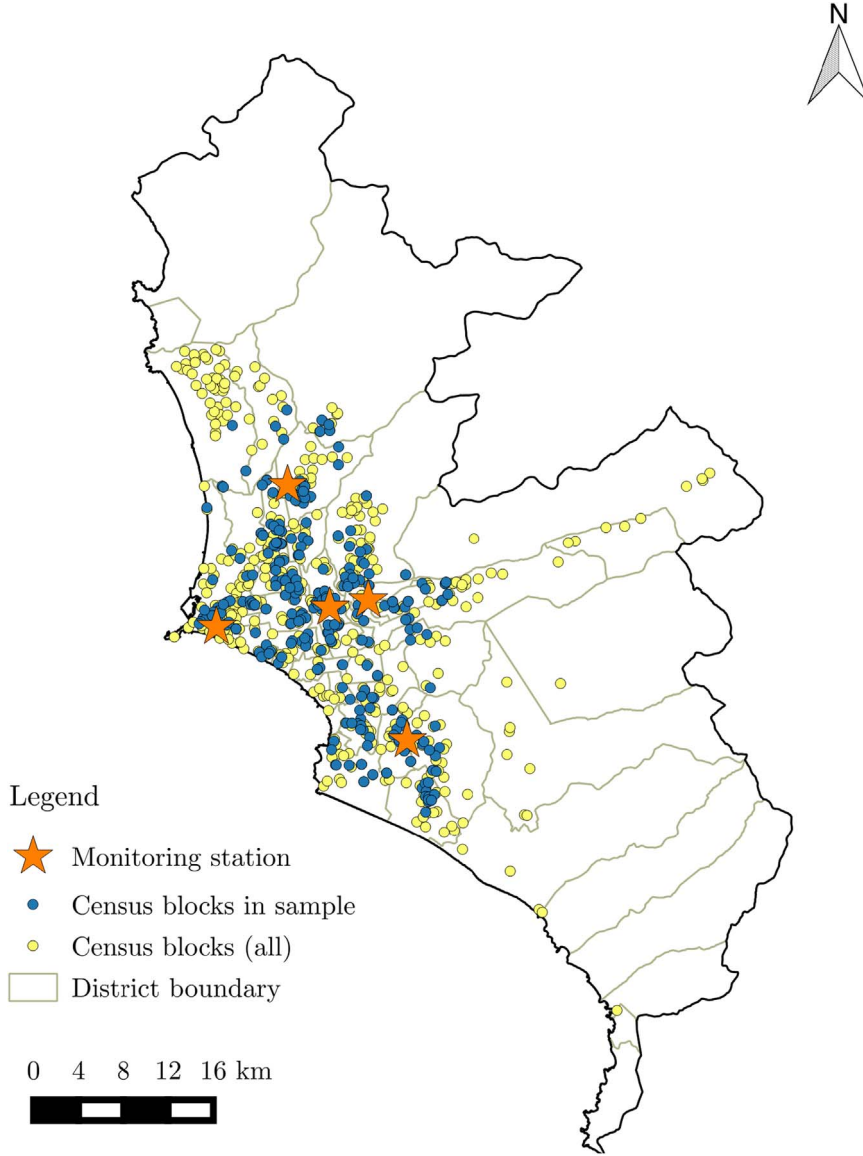 N
Legend
Monitoring station
Census blocks in sample
Census blocks (all)
District boundary
0 4 8 12 16 km